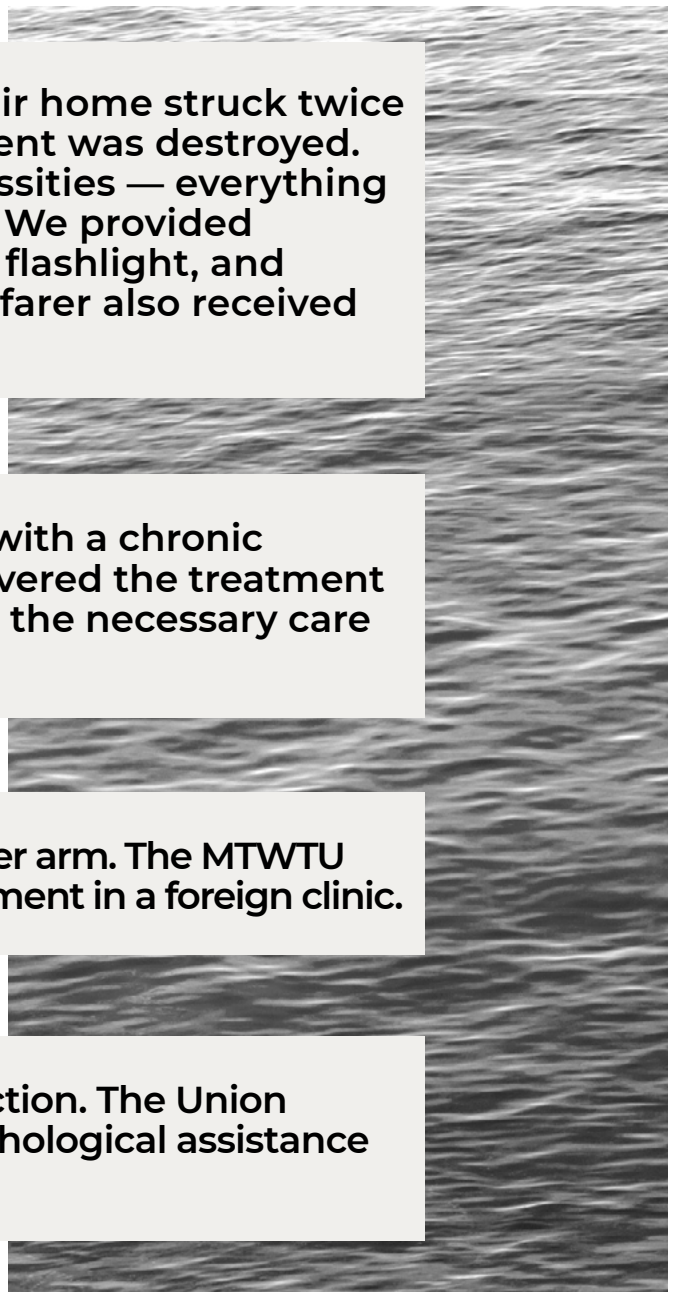 ir home struck twice
ent was destroyed.
ssities — everything
We provided
flashlight, and
farer also received
with a chronic
vered the treatment
the necessary care
er arm. The MTWTU
ment in a foreign clinic.
ction. The Union
hological assistance